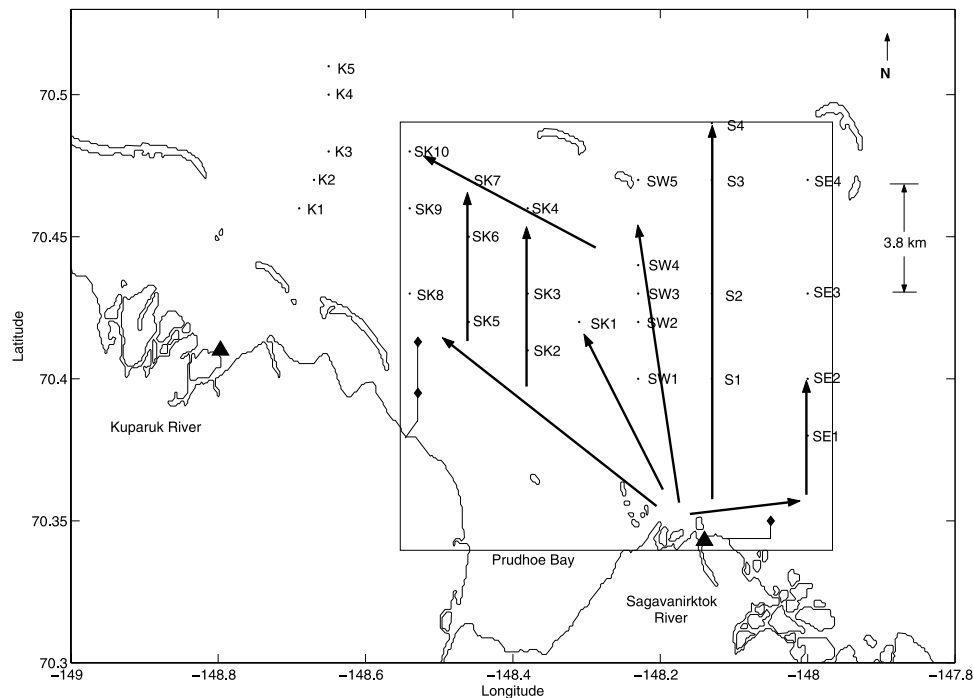 K5
70.5
K4
N
S4
K3
SK10
K2
SK7
SW5
S3
SE4
K1
SK9
SK4
70.45
SK6
3.8 km
SW4
SK8
SK3
SW3
S2
SE3
SK5
SK1
SW2
SK2
70.4
SW1
S1
SE2
Kuparuk River
SE1
Latitude
70.35
Prudhoe Bay
Sagavanirktok
River
70.3
−149
−148.8
−148.6
−148.4
−148.2
−148
−147.8
Longitude